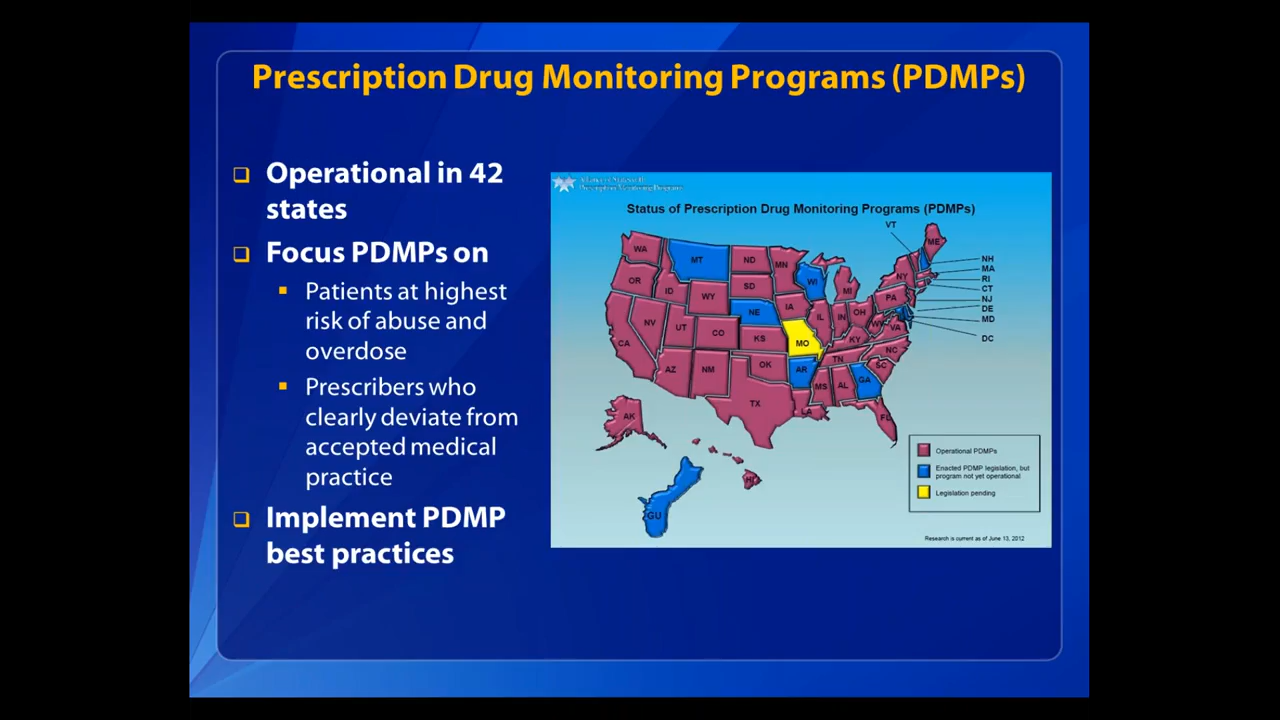 Prescription Drug Monitoring Programs (PDMPs)
Operational in 42
states
Focus PDMPs on
Patients at highest
risk of abuse and
overdose
Prescribers who
clearly deviate from
accepted medical
practice
Implement PDMP
best practices
Prescription Monitoring Programs
Status of Prescription Drug Monitoring Programs (PDMPs)
VT
WA
MT
ND
MN
ME
OR
ID
WY
SD
WI
MI
NY
NH
MA
RI
CT
NJ
DE
MD
DC
NV
UT
CO
NE
IA
IL
IN
OH
PA
CA
KS
MO
KY
WV
VA
AZ
NM
OK
AR
TN
NC
SC
TX
LA
MS
AL
GA
FL
AK
HI
GU
Operational PDMPs
Enacted PDMP legislation, but
program not yet operational
Legislation pending
Research is current as of June 13, 2012